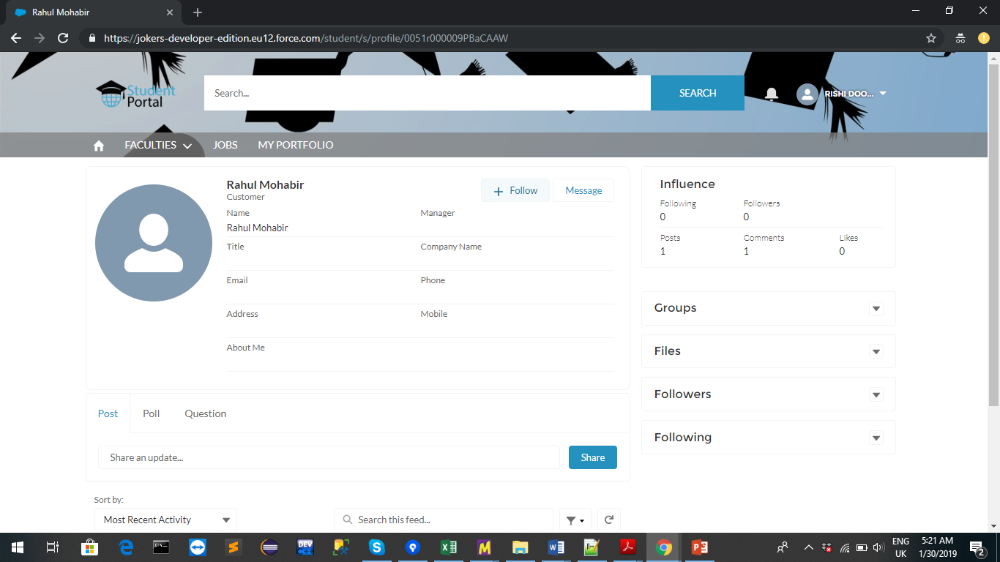 Rahul Mohabir
https://jokers-developer-edition.eu12.force.com/student/s/profile/0051r000009PBaCAAW
Student
Portal
Search...
SEARCH
RISHI DOO...
FACULTIES
JOBS
MY PORTFOLIO
Rahul Mohabir
Customer
Follow
Message
Name
Manager
Rahul Mohabir
Title
Company Name
Email
Phone
Address
Mobile
About Me
Influence
Following
Followers
0
0
Posts
Comments
Likes
1
1
0
Groups
Files
Followers
Following
Post
Poll
Question
Share an update...
Share
Sort by:
Most Recent Activity
Search this feed...
DEV
ENG
UK
5:21 AM
1/30/2019
2